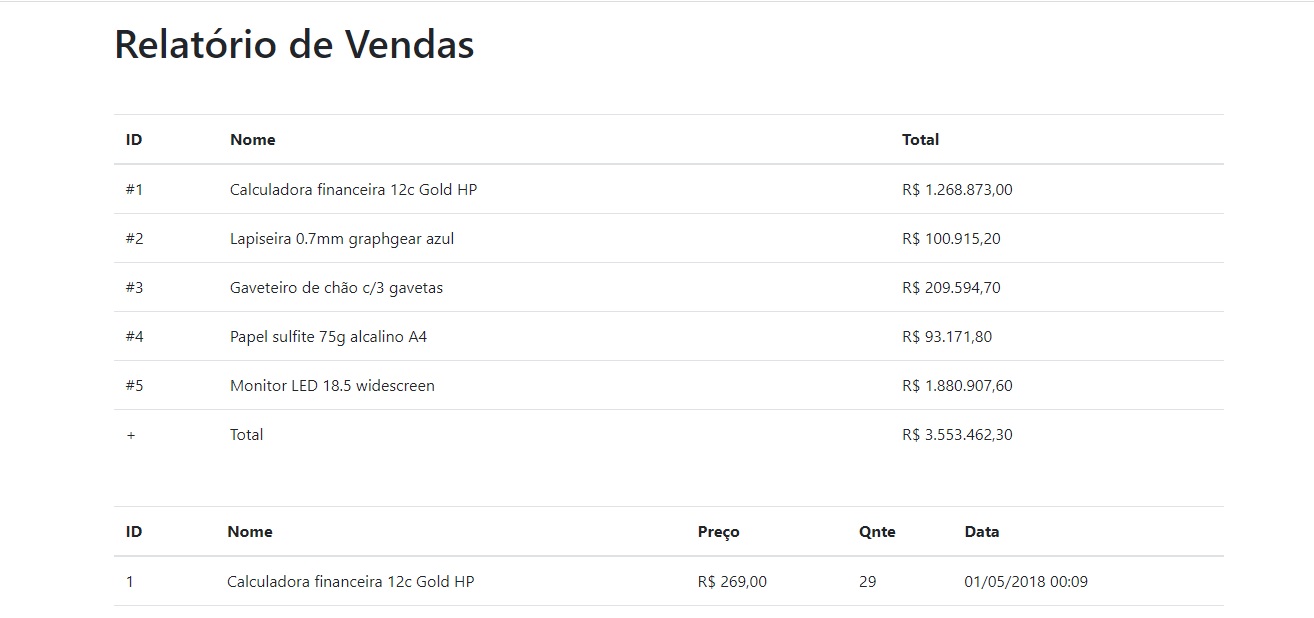 Relatório de Vendas
ID Nome Total
#1 Calculadora financeira 12c Gold HP R$ 1.268.873,00
#2 Lapiseira 0.7mm graphgear azul R$ 100.915,20
#3 Gaveteiro de chão c/3 gavetas R$ 209.594,70
#4 Papel sulfite 75g alcalino A4 R$ 93.171,80
#5 Monitor LED 18.5 widescreen R$ 1.880.907,60
+ Total R$ 3.553.462,30
ID Nome Preço Qnte Data
1 Calculadora financeira 12c Gold HP R$ 269,00 29 01/05/2018 00:09